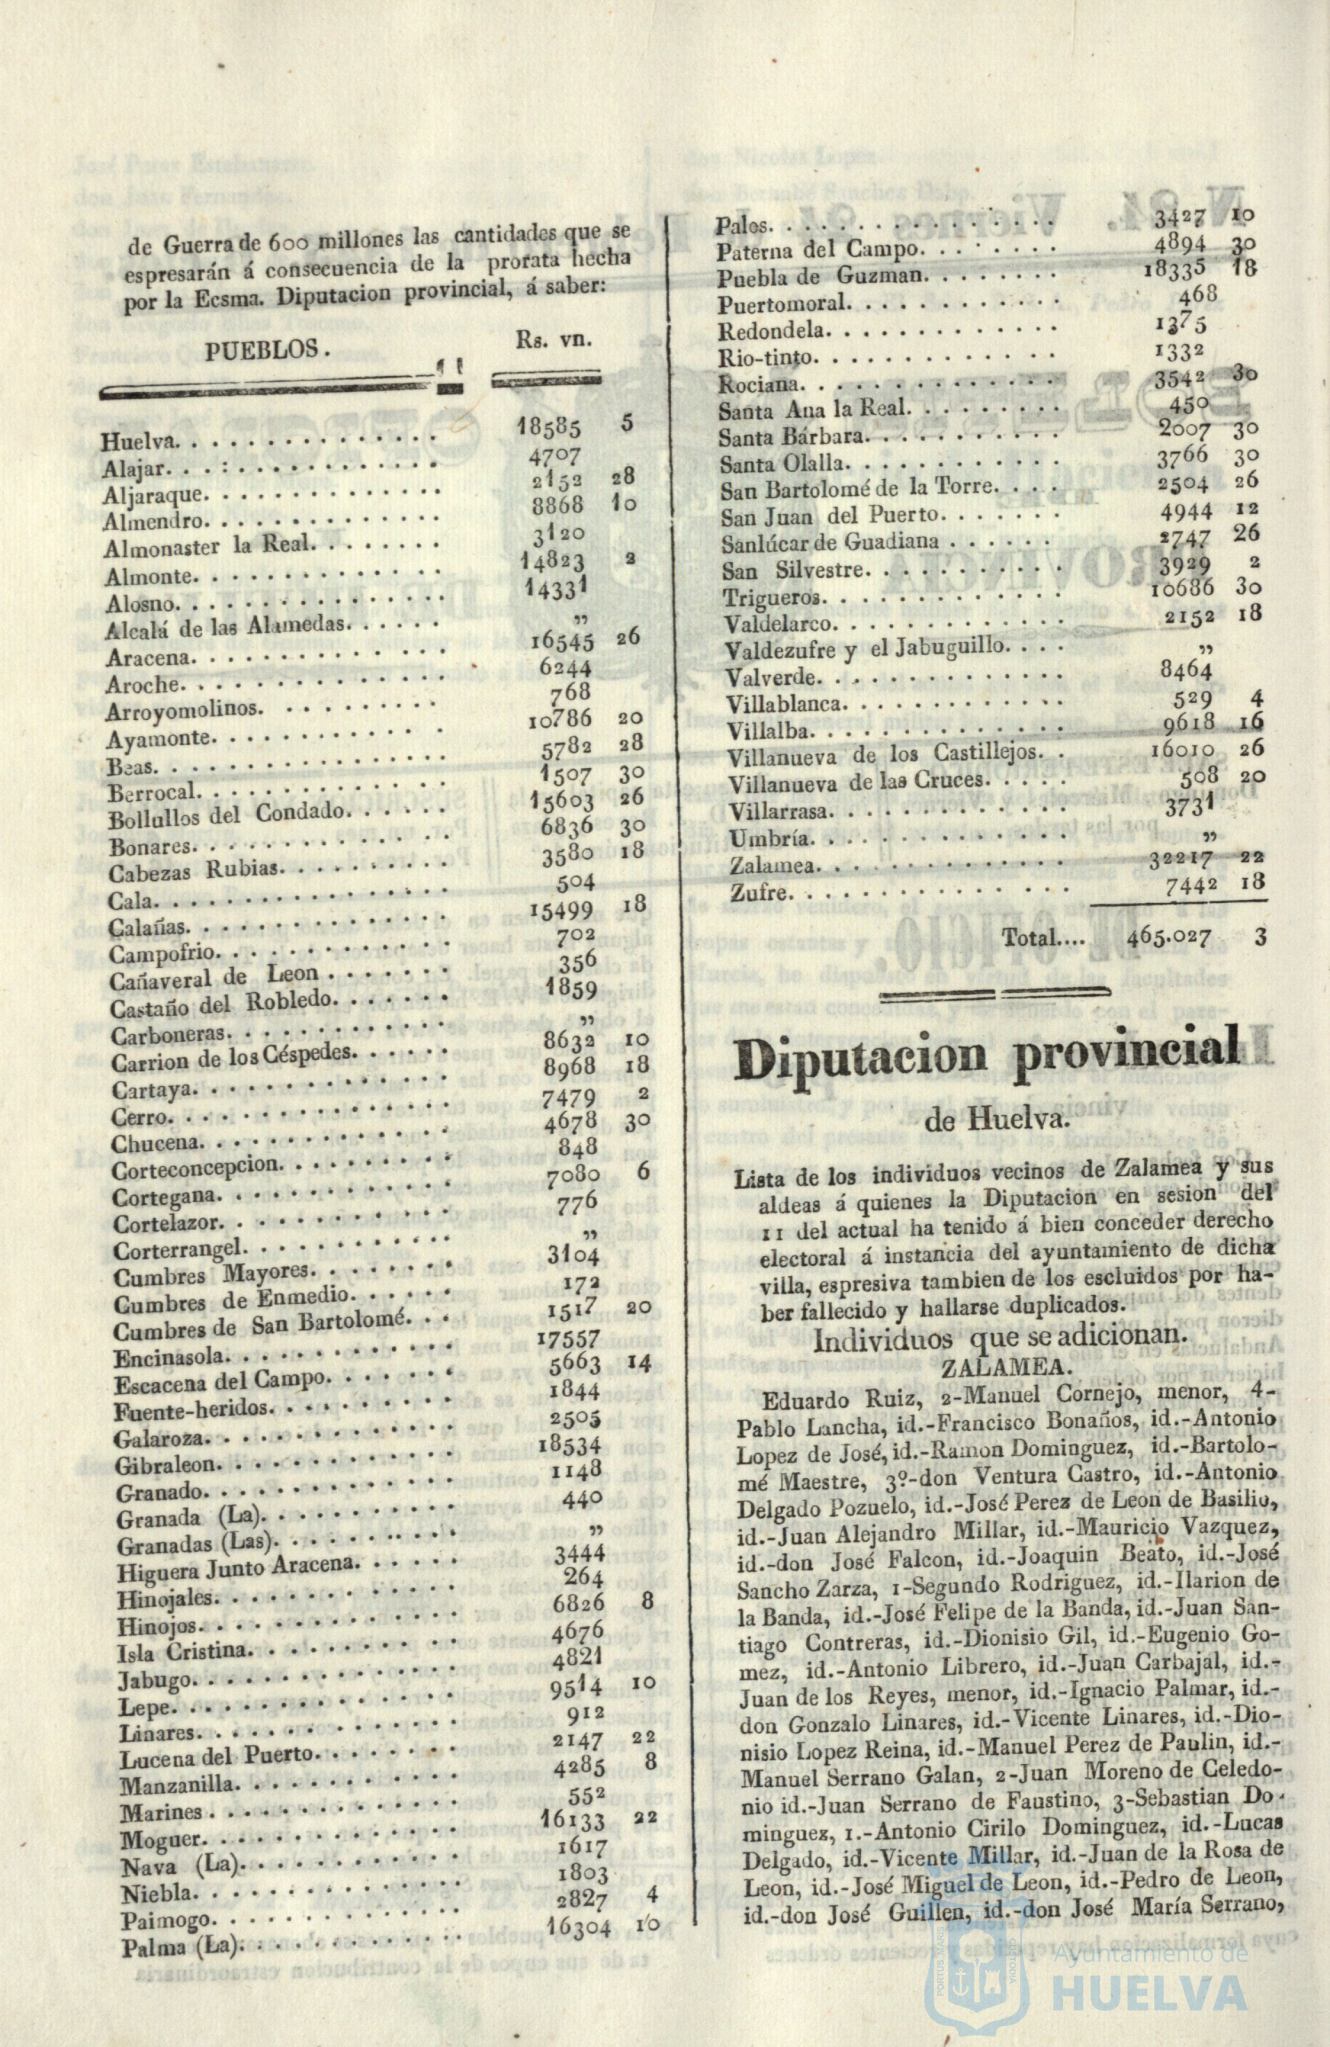 de Guerra de 600 millones las cantidades que se
espresarán á consecuencia de la prorata hecha
por la Ecsma. Diputacion provincial, á saber:
PUEBLOS. Rs. vn.
Huelva. . . . . . . . . . . . . . . 18585 5
Alajar. . . : . . . . . . . . . . . . 4707
Aljaraque. . . . . . . . . . . . . . 2152 28
Almendro. . . . . . . . . . . . . . 8868 10
Almonaster la Real. . . . . . . . 3120
Almonte. . . . . . . . . . . . . . 14823 2
Alosno. . . . . . . . . . . . . . . 14331
Alcalá de las Alamedas. . . . . . „
Aracena. . . . . . . . . . . . . . 16545 26
Aroche. . . . . . . . . . . . . . . 6244
Arroyomolinos. . . . . . . . . . 768
Ayamonte. . . . . . . . . . . . . 10786 20
Beas. . . . . . . . . . . . . . . . 5782 28
Berrocal. . . . . . . . . . . . . . 1507 30
Bollullos del Condado. . . . . . 15603 26
Bonares. . . . . . . . . . . . . . 6836 30
Cabezas Rubias. . . . . . . . . . 3580 18
Cala. . . . . . . . . . . . . . . . 504
Calañas. . . . . . . . . . . . . . 15499 18
Campofrio. . . . . . . . . . . . . 702
Cañaveral de Leon . . . . . . . 356
Castaño del Robledo. . . . . . . 1859
Carboneras. . . . . . . . . . . . . „
Carrion de los Céspedes. . . . . . 8632 10
Cartaya. . . . . . . . . . . . . . 8968 18
Cerro. . . . . . . . . . . . . . . 7479 2
Chucena. . . . . . . . . . . . . . 4678 30
Corteconcepcion. . . . . . . . . . 848
Cortegana. . . . . . . . . . . . . 7080 6
Cortelazor. . . . . . . . . . . . . 776
Corterrangel. . . . . . . . . . . . „
Cumbres Mayores. . . . . . . . . 3104
Cumbres de Enmedio. . . . . . . 172
Cumbres de San Bartolomé. . . . 1517 20
Encinasola. . . . . . . . . . . . . 17557
Escacena del Campo. . . . . . . . 5663 14
Fuente-heridos. . . . . . . . . . . 1844
Galaroza. . . . . . . . . . . . . . 2505
Gibraleon. . . . . . . . . . . . . 18534
Granado. . . . . . . . . . . . . . 1148
Granada (La). . . . . . . . . . . 440
Granadas (Las). . . . . . . . . . „
Higuera Junto Aracena. . . . . . 3444
Hinojales. . . . . . . . . . . . . 264
Hinojos. . . . . . . . . . . . . . 6826 8
Isla Cristina. . . . . . . . . . . 4676
Jabugo. . . . . . . . . . . . . . 4821
Lepe. . . . . . . . . . . . . . . . 9514 10
Linares. . . . . . . . . . . . . . 912
Lucena del Puerto. . . . . . . . 2147 22
Manzanilla. . . . . . . . . . . . 4285 8
Marines . . . . . . . . . . . . . 552
Moguer. . . . . . . . . . . . . . 16133 22
Nava (La). . . . . . . . . . . . 1617
Niebla. . . . . . . . . . . . . . 1803
Paimogo. . . . . . . . . . . . . 2827 4
Palma (La). . . . . . . . . . . . 16304 10
Palos. . . . . . . . . . . . . . . 3427 10
Paterna del Campo. . . . . . . . 4894 30
Puebla de Guzman. . . . . . . . 18335 18
Puertomoral. . . . . . . . . . . . 468
Redondela. . . . . . . . . . . . . 1375
Rio-tinto. . . . . . . . . . . . . 1332
Rociana. . . . . . . . . . . . . . 3542 30
Santa Ana la Real. . . . . . . . . 450
Santa Bárbara. . . . . . . . . . . 2007 30
Santa Olalla. . . . . . . . . . . . 3766 30
San Bartolomé de la Torre. . . . 2504 26
San Juan del Puerto. . . . . . . 4944 12
Sanlúcar de Guadiana . . . . . . 2747 26
San Silvestre. . . . . . . . . . . 3929 2
Trigueros. . . . . . . . . . . . . 10686 30
Valdelarco. . . . . . . . . . . . . 2152 18
Valdezufre y el Jabuguillo. . . . „
Valverde. . . . . . . . . . . . . . 8464
Villablanca. . . . . . . . . . . . 529 4
Villalba. . . . . . . . . . . . . . 9618 16
Villanueva de los Castillejos. . 16010 26
Villanueva de las Cruces. . . . . 508 20
Villarrasa. . . . . . . . . . . . . 3731
Umbría. . . . . . . . . . . . . . „
Zalamea. . . . . . . . . . . . . . 32217 22
Zufre. . . . . . . . . . . . . . . 7442 18
Total.... 465.027 3
Diputacion provincial
de Huelva.
Lista de los individuos vecinos de Zalamea y sus
aldeas á quienes la Diputacion en sesion del
11 del actual ha tenido á bien conceder derecho
electoral á instancia del ayuntamiento de dicha
villa, espresiva tambien de los escluidos por ha-
ber fallecido y hallarse duplicados.
Individuos que se adicionan.
ZALAMEA.
Eduardo Ruiz, 2-Manuel Cornejo, menor, 4-
Pablo Lancha, id.-Francisco Bonaños, id.-Antonio
Lopez de José, id.-Ramon Dominguez, id.-Bartolo-
mé Maestre, 3º-don Ventura Castro, id.-Antonio
Delgado Pozuelo, id.-José Perez de Leon de Basilio,
id.-Juan Alejandro Millar, id.-Mauricio Vazquez,
id.-don José Falcon, id.-Joaquin Beato, id.-José
Sancho Zarza, 1-Segundo Rodriguez, id.-Ilarion de
la Banda, id.-José Felipe de la Banda, id.-Juan San-
tiago Contreras, id.-Dionisio Gil, id.-Eugenio Go-
mez, id.-Antonio Librero, id.-Juan Carbajal, id.-
Juan de los Reyes, menor, id.-Ignacio Palmar, id.-
don Gonzalo Linares, id.-Vicente Linares, id.-Dio-
nisio Lopez Reina, id.-Manuel Perez de Paulin, id.-
Manuel Serrano Galan, 2-Juan Moreno de Celedo-
nio id.-Juan Serrano de Faustino, 3-Sebastian Do-
minguez, 1.-Antonio Cirilo Dominguez, id.-Lucas
Delgado, id.-Vicente Millar, id.-Juan de la Rosa de
Leon, id.-José Miguel de Leon, id.-Pedro de Leon,
id.-don José Guillen, id.-don José María Serrano,
Ayuntamiento de
HUELVA